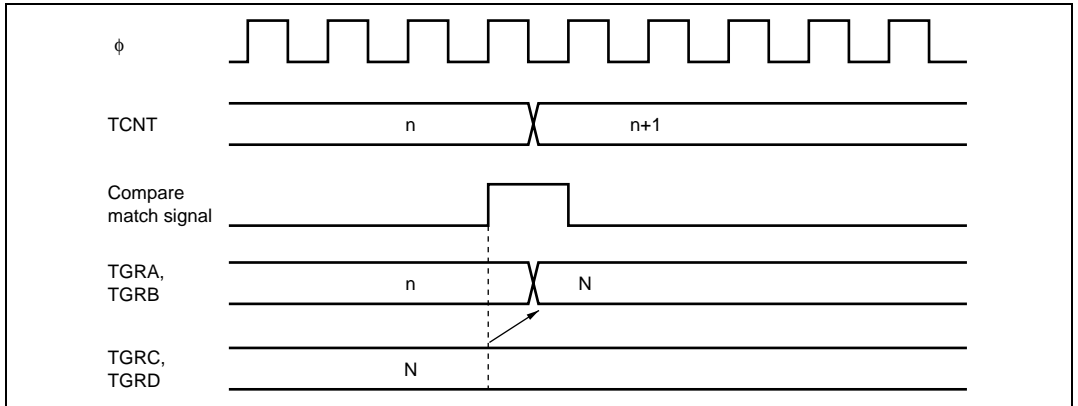 ϕ
TCNT
n
n+1
Compare
match signal
TGRA,
TGRB
n
N
TGRC,
TGRD
N